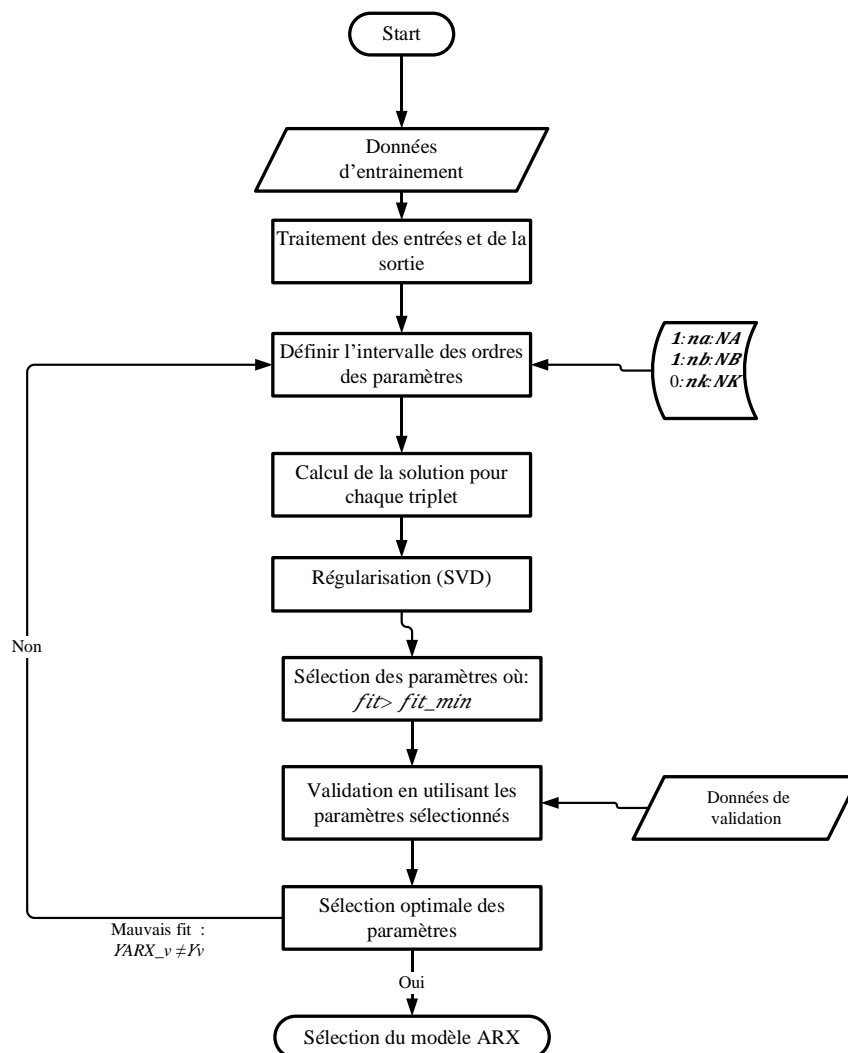 Start
Données
d'entrainement
Traitement des entrées et de la
sortie
Définir l'intervalle des ordres
des paramètres
1:na:NA
1:nb:NB
0:nk:NK
Calcul de la solution pour
chaque triplet
Régularisation (SVD)
Non
Sélection des paramètres où:
fit> fit_min
Validation en utilisant les
paramètres sélectionnés
Données de
validation
Sélection optimale des
paramètres
Mauvais fit :
YARX_v ≠Yv
Oui
Sélection du modèle ARX